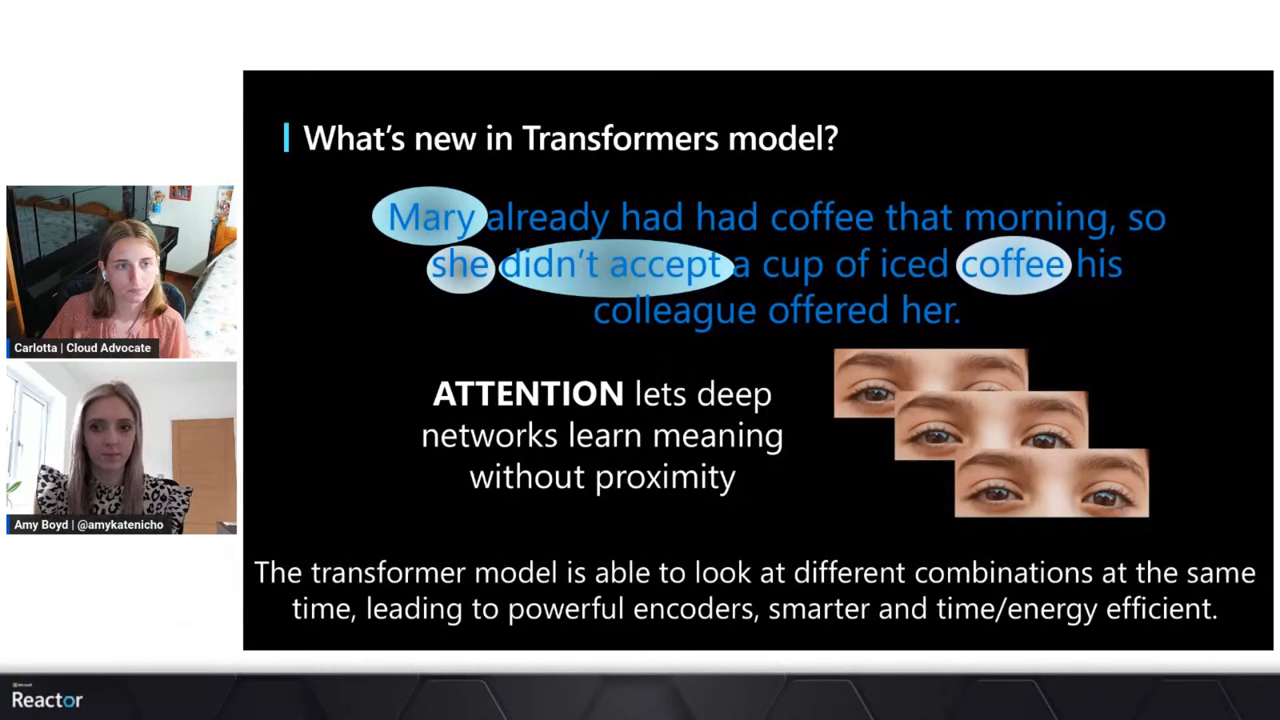 What's new in Transformers model?
Mary already had had coffee that morning, so
she didn't accept a cup of iced coffee his
colleague offered her.
ATTENTION lets deep
networks learn meaning
without proximity
The transformer model is able to look at different combinations at the same
time, leading to powerful encoders, smarter and time/energy efficient.
Carlotta | Cloud Advocate
Amy Boyd | @amykatenicho
Microsoft
Reactor